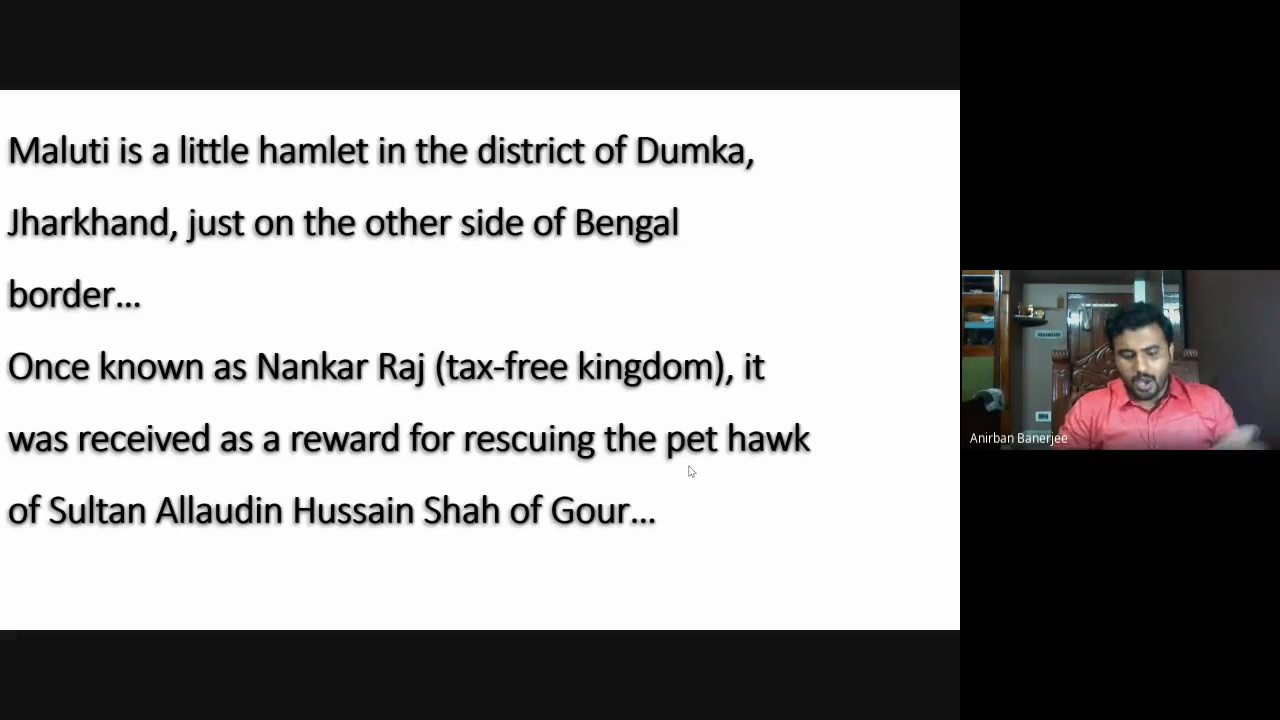 Maluti is a little hamlet in the district of Dumka,
Jharkhand, just on the other side of Bengal
border...
Once known as Nankar Raj (tax-free kingdom), it
was received as a reward for rescuing the pet hawk
of Sultan Allaudin Hussain Shah of Gour...
Anirban Banerjee